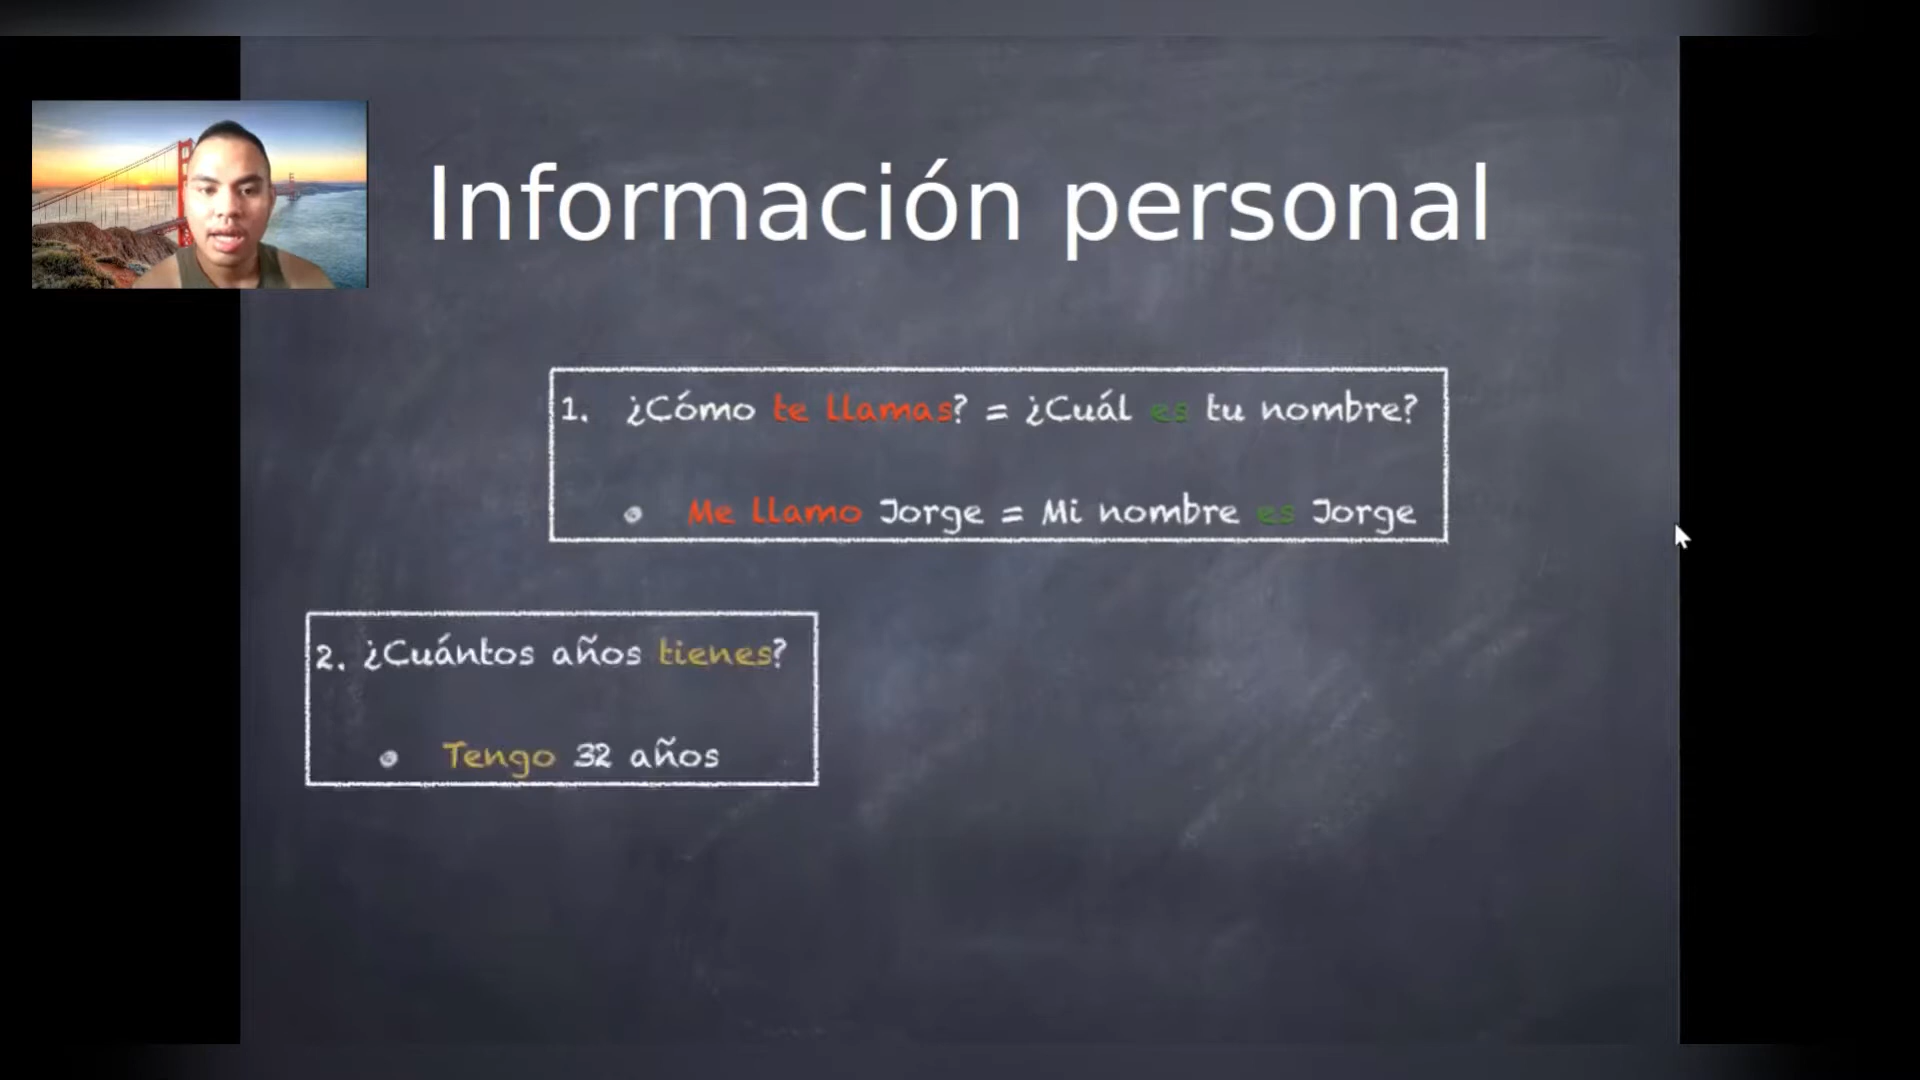 Información personal
1. ¿Cómo te llamas? = ¿Cuál es tu nombre?
Me llamo Jorge = Mi nombre es Jorge
2. ¿Cuántos años tienes?
Tengo 32 años